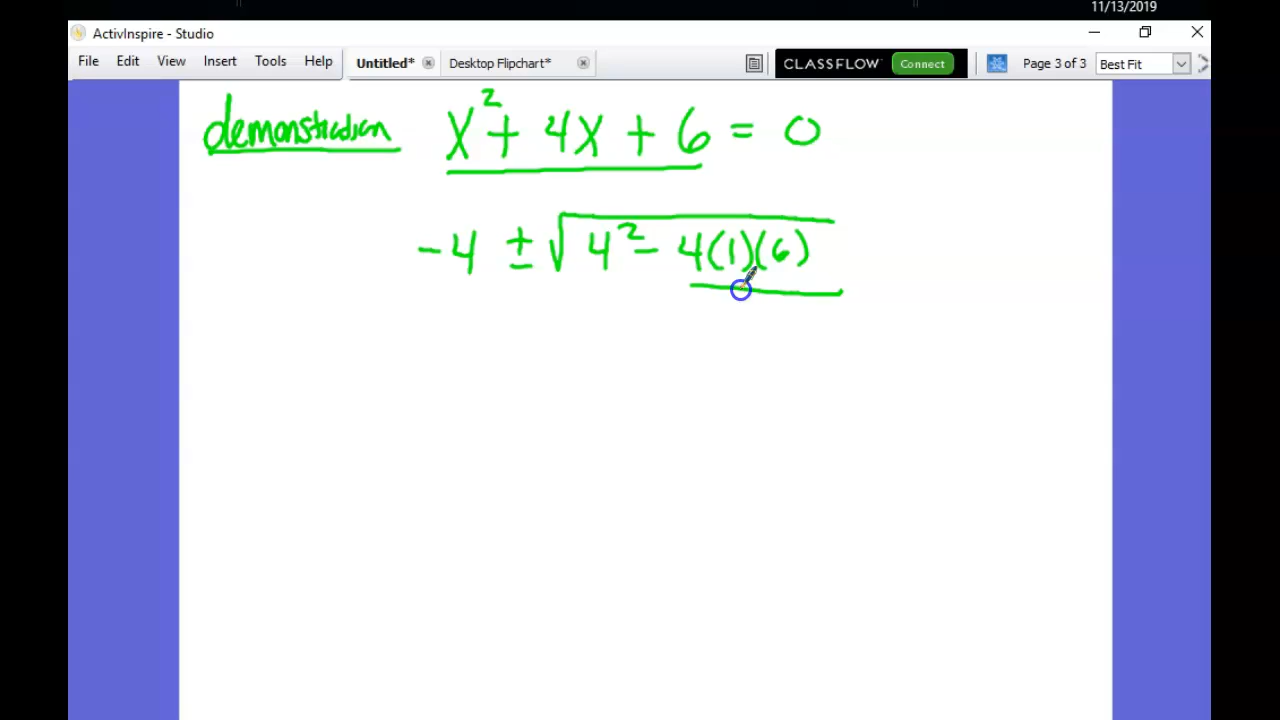 11/13/2019
ActivInspire - Studio
File Edit View Insert Tools Help Untitled* Desktop Flipchart* CLASSFLOW Connect Page 3 of 3 Best Fit
demonstration x² + 4x + 6 = 0
-4 ± √4² - 4(1)(6)